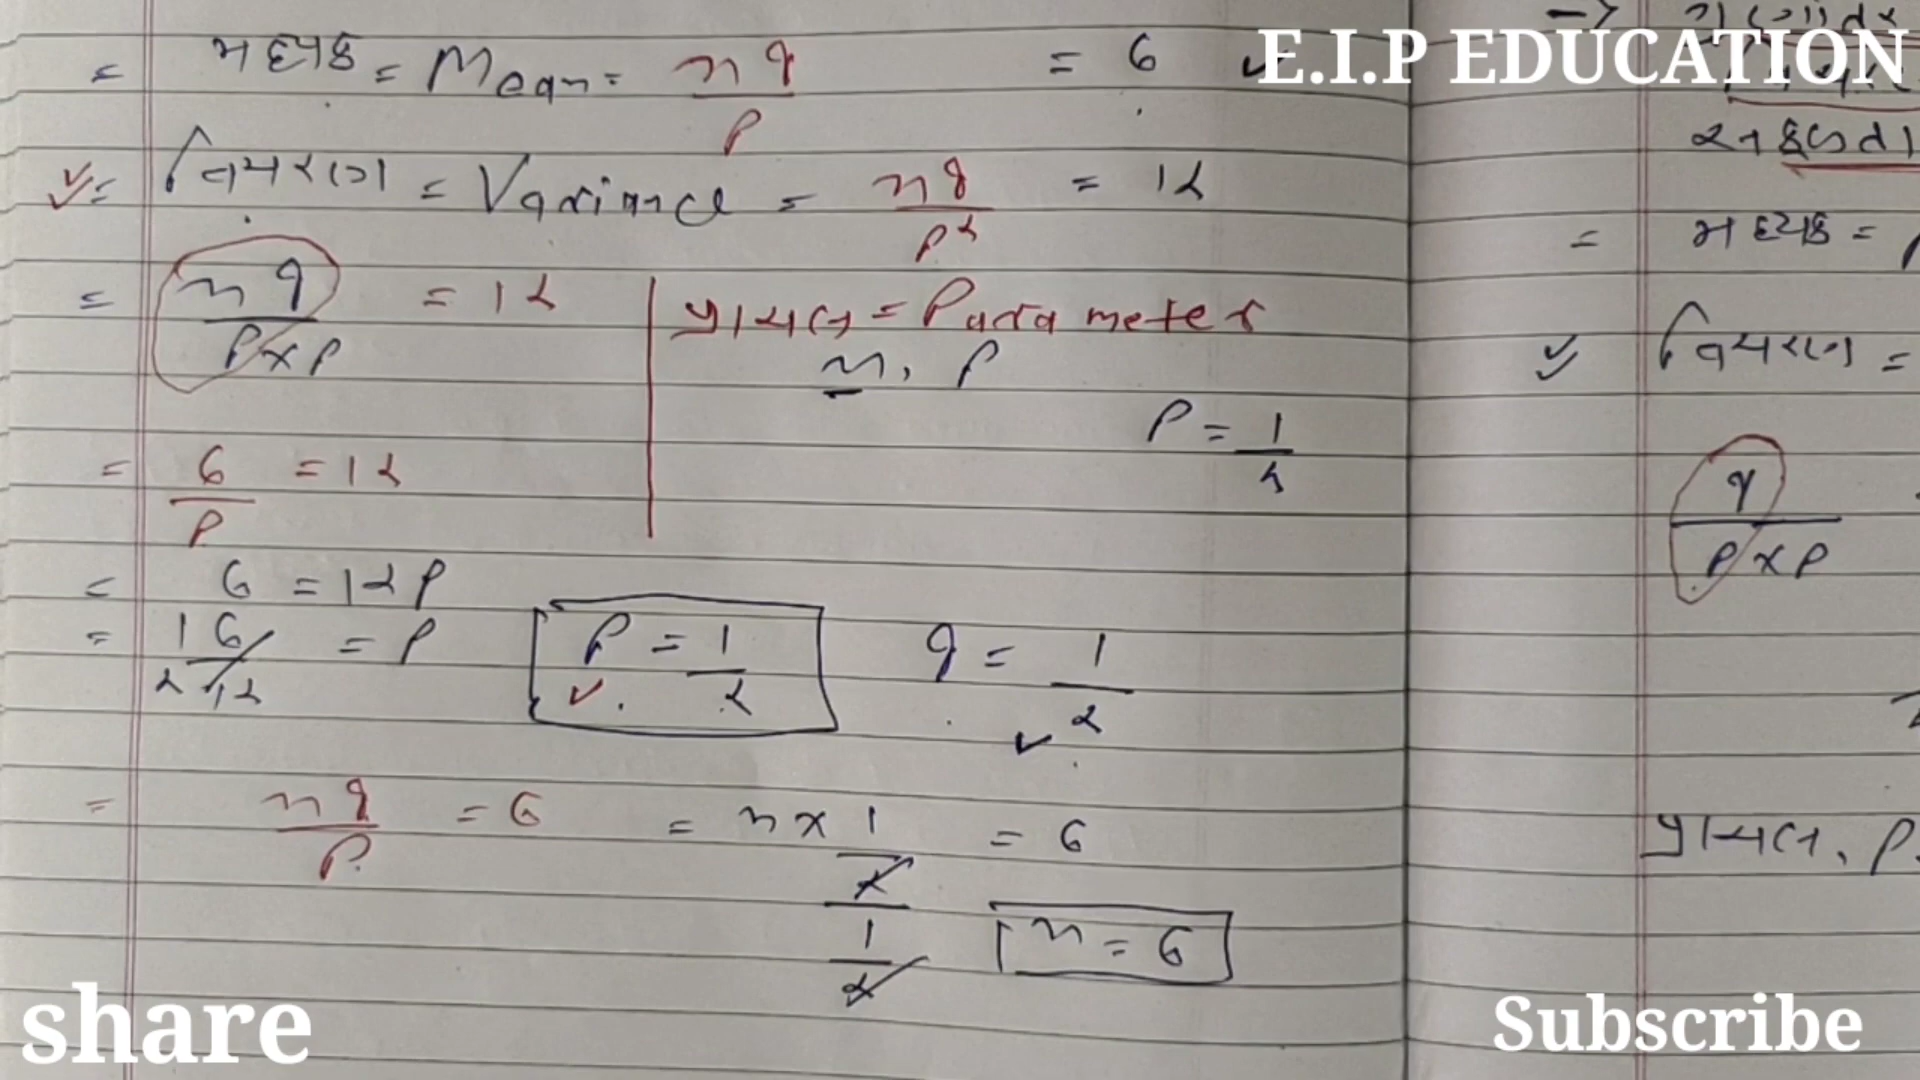 E.I.P EDUCATION
= મધ્યક = Mean = nq/p = 6 ✓
✓ = વિચરણ = Variance = nq/p² = 12
= nq/p×p = 12
પ્રાચલ = Parameter
n, p
p = 1/2
= 6/p = 12
= 6 = 12p
= 1 6/2 12 = p
p = 1/2 ✓
q = 1/2 ✓
= nq/p = 6 = n × 1/2 / 1/2 = 6
n = 6
= મધ્યક =
✓ વિચરણ =
q/p×p
પ્રાચલ, p
share
Subscribe